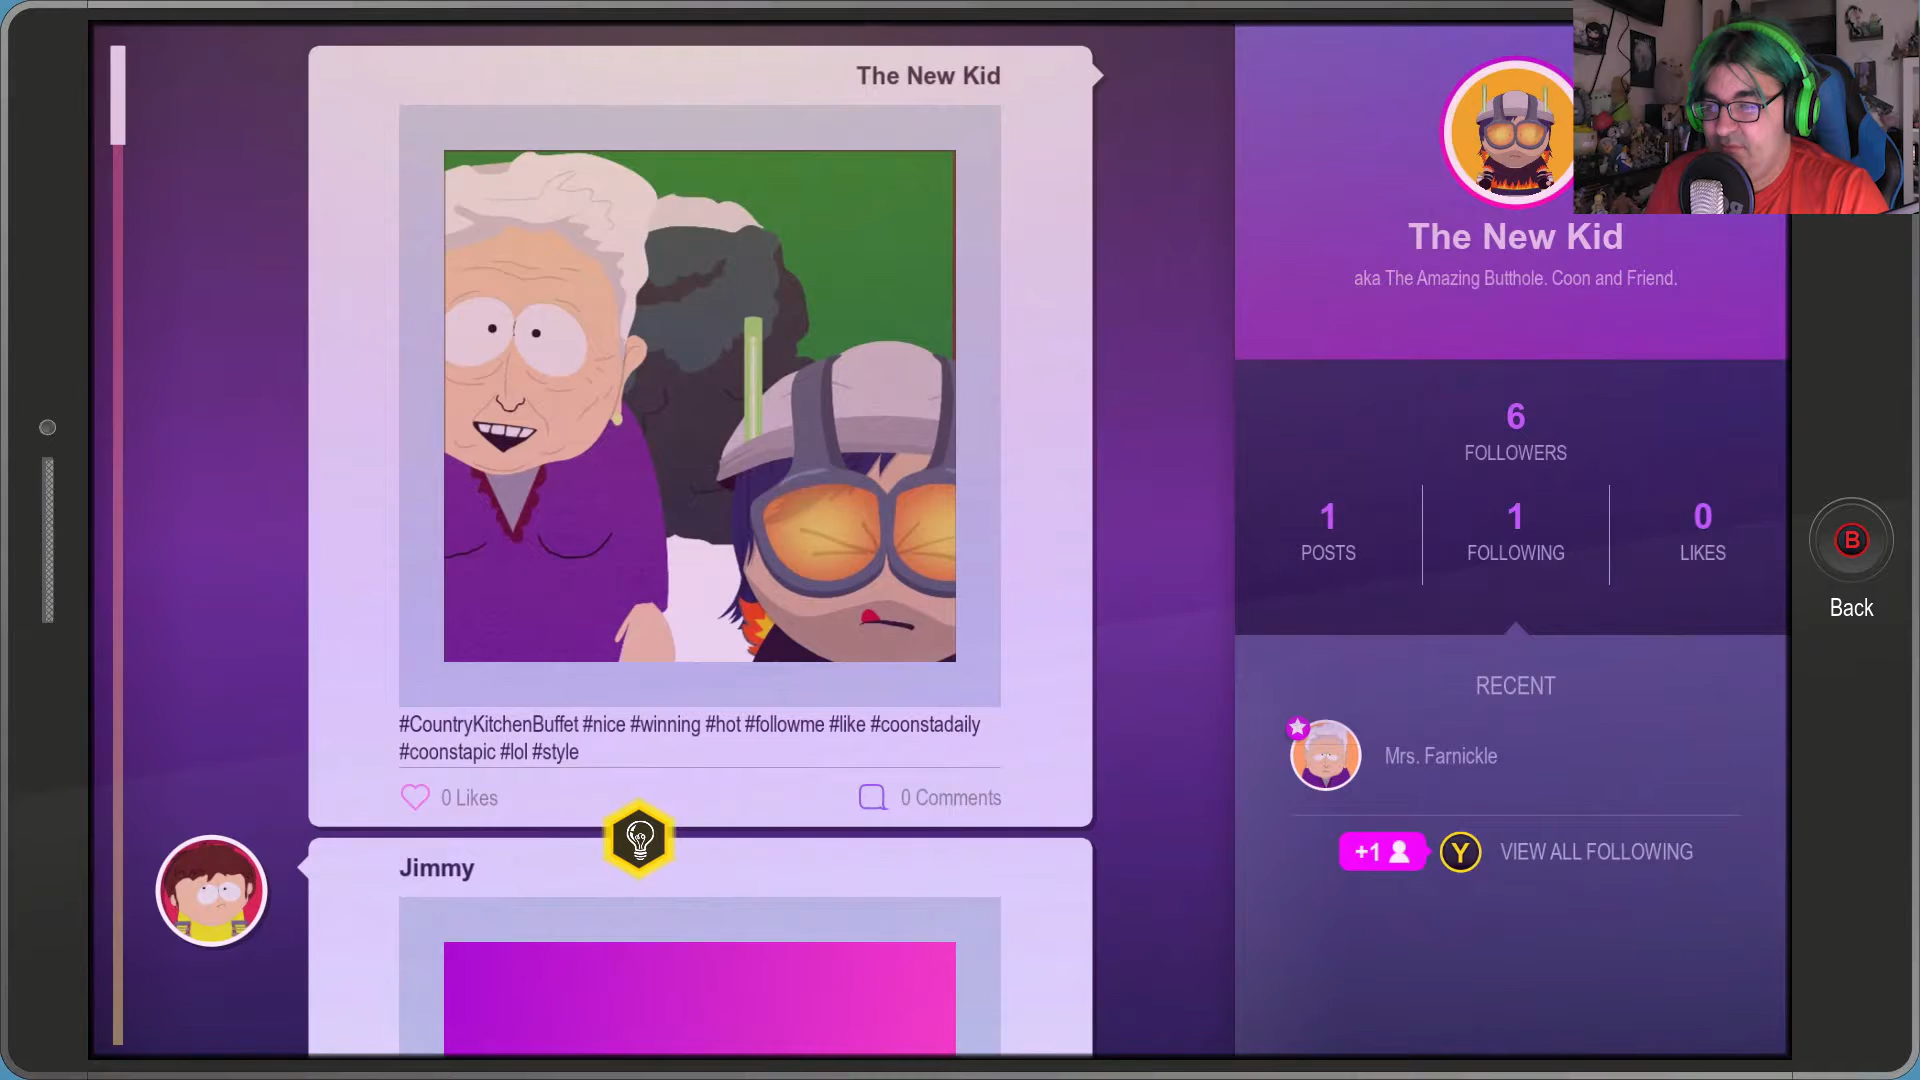 The New Kid
#CountryKitchenBuffet #nice #winning #hot #followme #like #coonstadaily
#coonstapic #lol #style
0 Likes
0 Comments
Jimmy
The New Kid
aka The Amazing Butthole. Coon and Friend.
6
FOLLOWERS
1
POSTS
1
FOLLOWING
0
LIKES
RECENT
Mrs. Farnickle
+1
Y
VIEW ALL FOLLOWING
B
Back